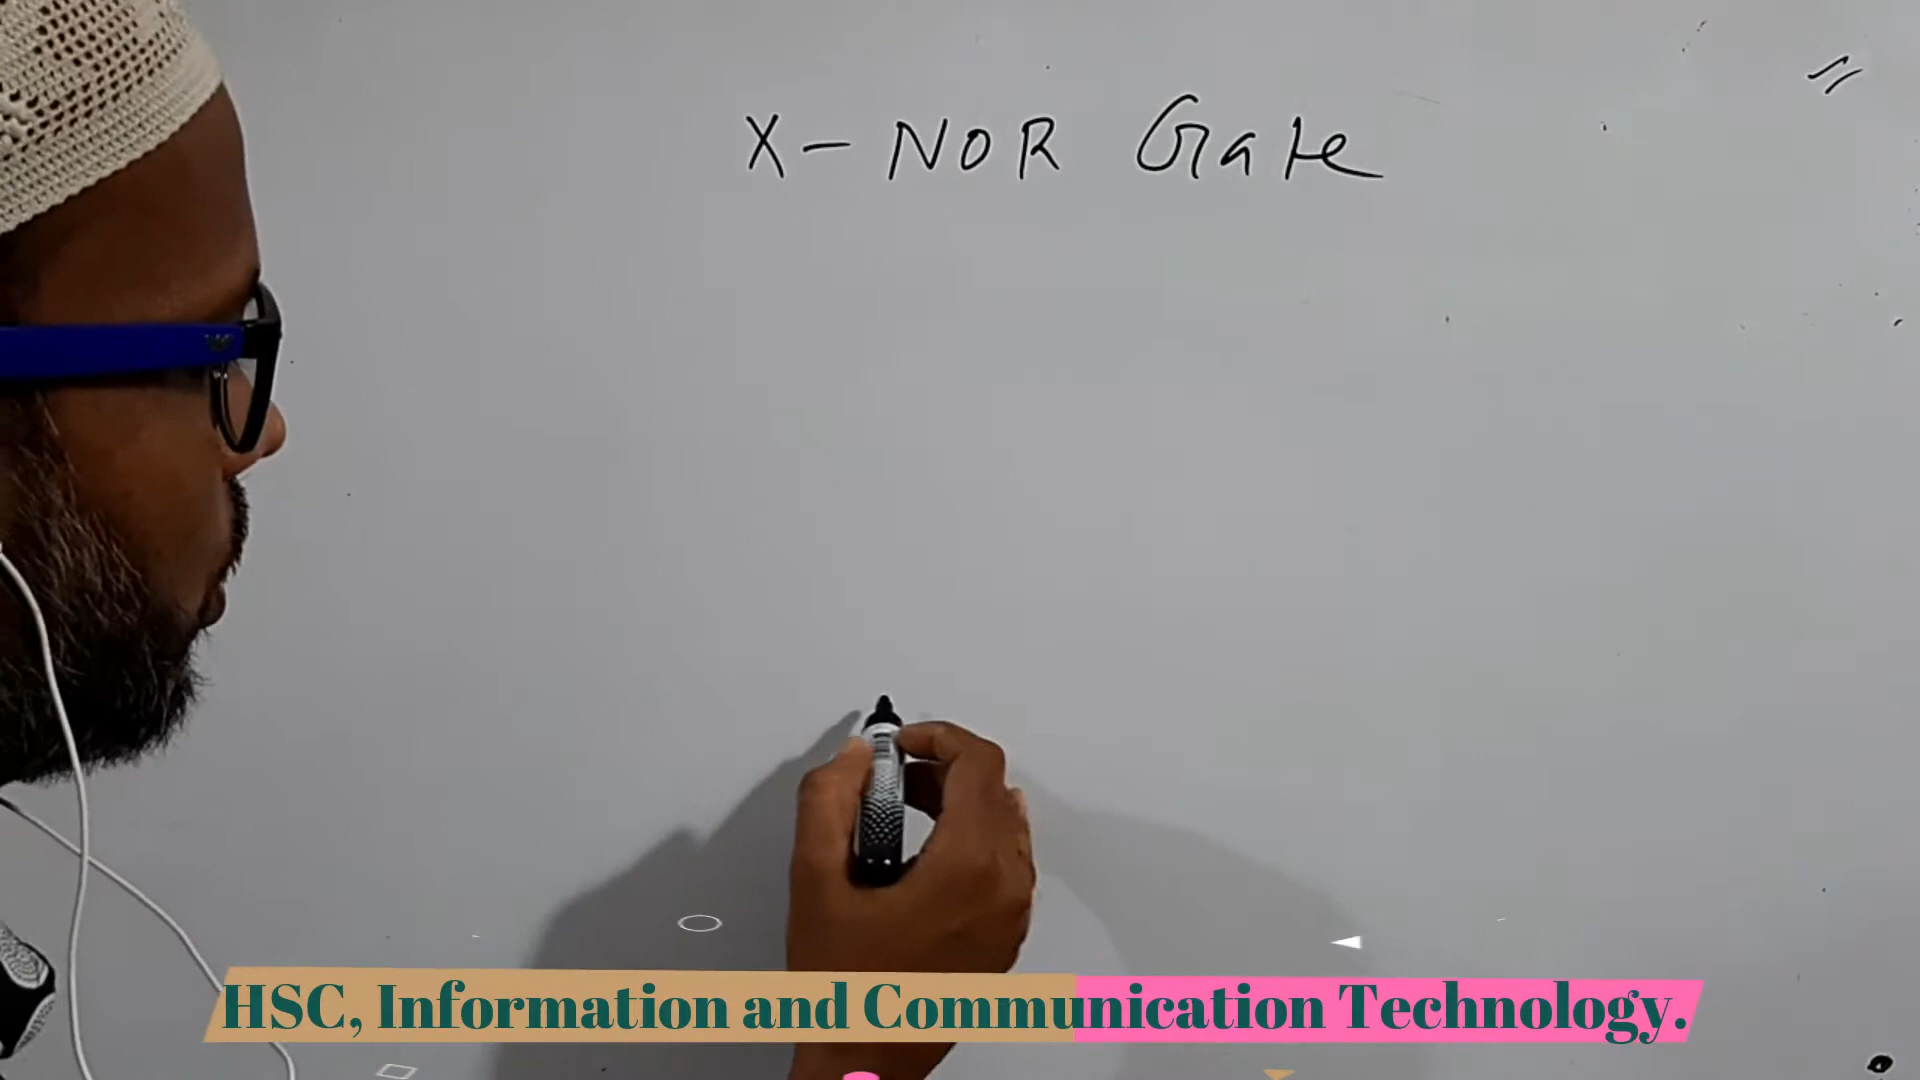 X-NOR Gate
HSC, Information and Communication Technology.